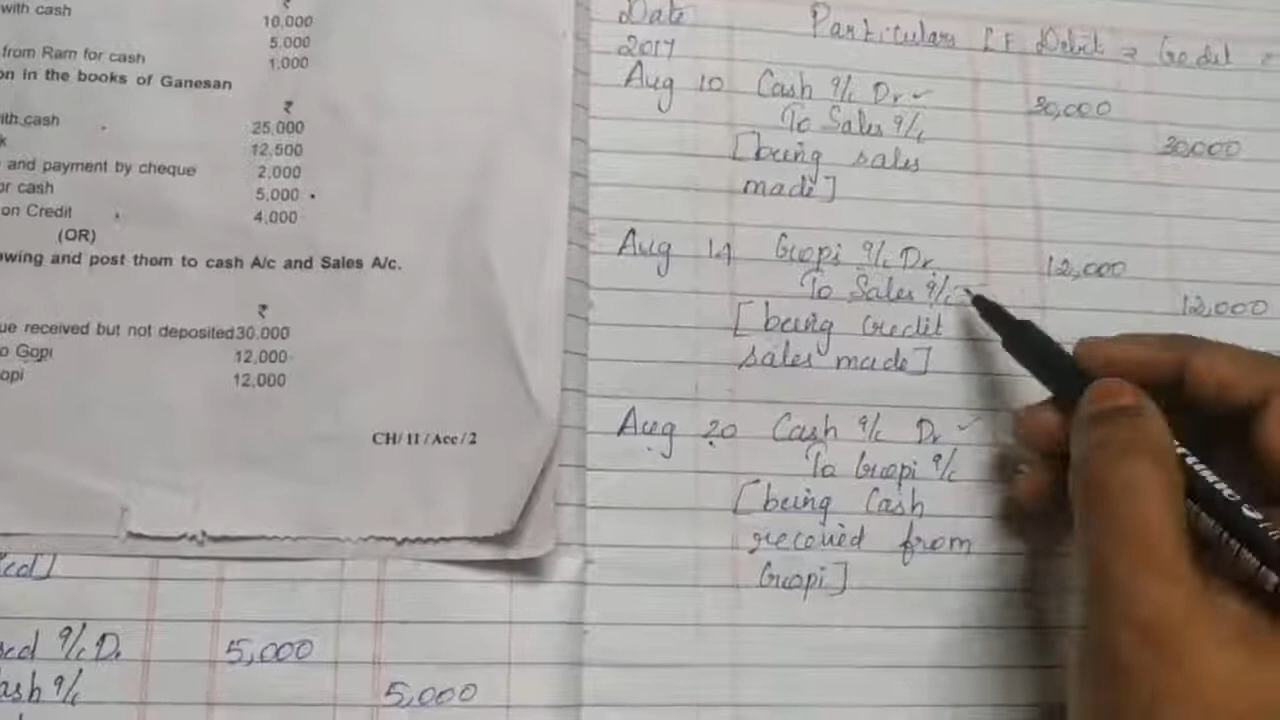 with cash
₹
10,000
5,000
from Ram for cash 1,000
on in the books of Ganesan
₹
ith cash 25,000
k 12,500
and payment by cheque 2,000
or cash 5,000
on Credit 4,000
(OR)
owing and post them to cash A/c and Sales A/c.
₹
ue received but not deposited 30.000
o Gopi 12,000
opi 12,000
CH/11/Acc/2
5,000
5,000
Date Particulars LF Debit ₹ Credit
2017
Aug 10 Cash a/c Dr ✓ 30,000
To Sales a/c 30,000
[being sales
made]
Aug 14 Gopi a/c Dr 12,000
To Sales a/c 12,000
[being Credit
sales made]
Aug 20 Cash a/c Dr ✓
To Gopi a/c
[being Cash
received from
Gopi]